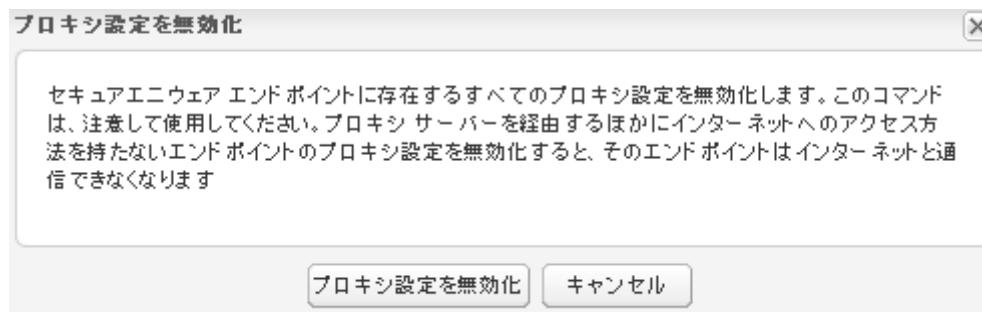 プロキシ設定を無効化
セキュアエニウェア エンドポイントに存在するすべてのプロキシ設定を無効化します。このコマンド
は、注意して使用してください。プロキシ サーバーを経由するほかにインターネットへのアクセス方
法を持たないエンドポイントのプロキシ設定を無効化すると、そのエンドポイントはインターネットと通
信できなくなります
プロキシ設定を無効化 キャンセル